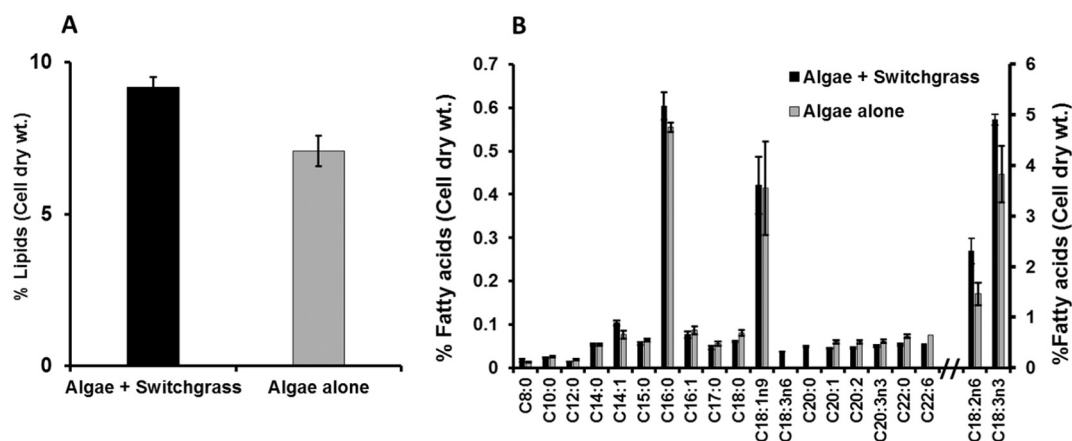 A
% Lipids (Cell dry wt.)
10
5
0
Algae + Switchgrass
Algae alone
B
% Fatty acids (Cell dry wt.)
0.7
0.6
0.5
0.4
0.3
0.2
0.1
0
Algae + Switchgrass
Algae alone
6
5
4
3
2
1
0
%Fatty acids (Cell dry wt.)
C8:0
C10:0
C12:0
C14:0
C14:1
C15:0
C16:0
C16:1
C17:0
C18:0
C18:1n9
C18:3n6
C20:0
C20:1
C20:2
C20:3n3
C22:0
C22:6
C18:2n6
C18:3n3